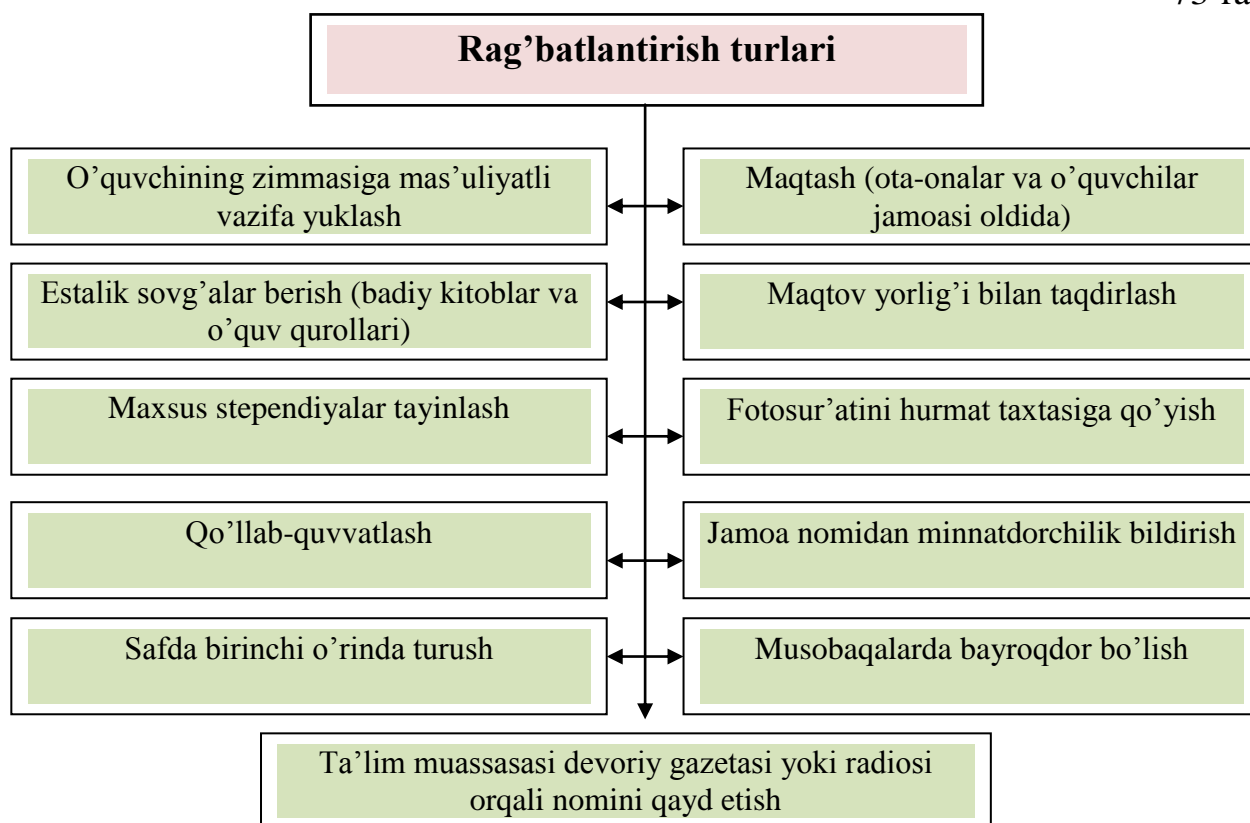 Rag’batlantirish turlari
O’quvchining zimmasiga mas’uliyatli
vazifa yuklash
Maqtash (ota-onalar va o’quvchilar
jamoasi oldida)
Estalik sovg’alar berish (badiy kitoblar va
o’quv qurollari)
Maqtov yorlig’i bilan taqdirlash
Maxsus stependiyalar tayinlash
Fotosur’atini hurmat taxtasiga qo’yish
Qo’llab-quvvatlash
Jamoa nomidan minnatdorchilik bildirish
Safda birinchi o’rinda turush
Musobaqalarda bayroqdor bo’lish
Ta’lim muassasasi devoriy gazetasi yoki radiosi
orqali nomini qayd etish